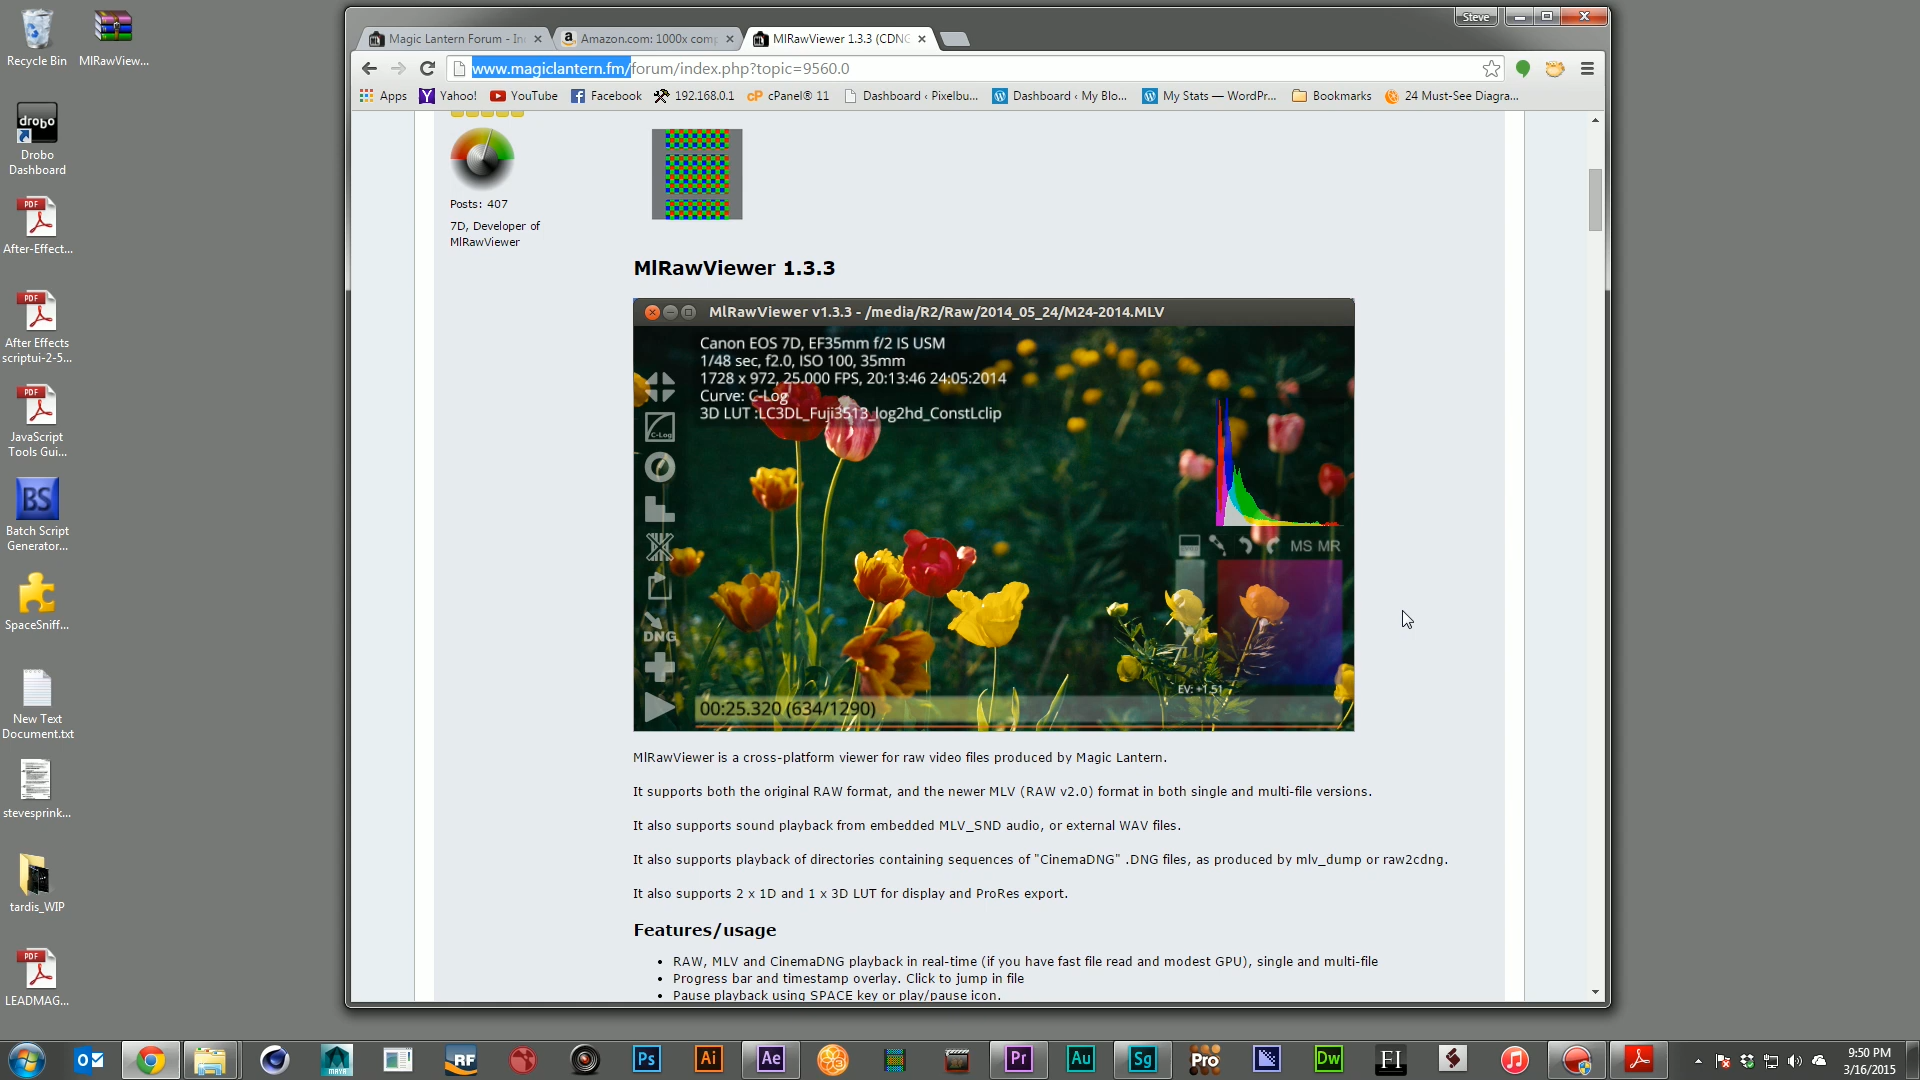 Recycle Bin
MlRawView...
drobo
Drobo
Dashboard
PDF
After-Effect...
PDF
After Effects
scriptui-2-5...
PDF
JavaScript
Tools Gui...
BS
Batch Script
Generator...
SpaceSniff...
New Text
Document.txt
stevesprink...
tardis_WIP
PDF
LEADMAG...
Steve
Magic Lantern Forum - In
Amazon.com: 1000x comp
MlRawViewer 1.3.3 (CDNG
www.magiclantern.fm/forum/index.php?topic=9560.0
Apps
Yahoo!
YouTube
Facebook
192.168.0.1
cPanel® 11
Dashboard ‹ Pixelbu...
Dashboard ‹ My Blo...
My Stats — WordPr...
Bookmarks
24 Must-See Diagra...
Posts: 407
7D, Developer of
MlRawViewer
MlRawViewer 1.3.3
MlRawViewer v1.3.3 - /media/R2/Raw/2014_05_24/M24-2014.MLV
Canon EOS 7D, EF35mm f/2 IS USM
1/48 sec, f2.0, ISO 100, 35mm
1728 x 972, 25.000 FPS, 20:13:46 24:05:2014
Curve: C-Log
3D LUT :LC3DL_Fuji3513_log2hd_ConstLclip
C-Log
MS MR
DNG
EV: +1.51
00:25.320 (634/1290)
MlRawViewer is a cross-platform viewer for raw video files produced by Magic Lantern.
It supports both the original RAW format, and the newer MLV (RAW v2.0) format in both single and multi-file versions.
It also supports sound playback from embedded MLV_SND audio, or external WAV files.
It also supports playback of directories containing sequences of "CinemaDNG" .DNG files, as produced by mlv_dump or raw2cdng.
It also supports 2 x 1D and 1 x 3D LUT for display and ProRes export.
Features/usage
• RAW, MLV and CinemaDNG playback in real-time (if you have fast file read and modest GPU), single and multi-file
• Progress bar and timestamp overlay. Click to jump in file
• Pause playback using SPACE key or play/pause icon.
MAYA
RF
Ps
Ai
Ae
Pr
Au
Sg
Pro
Dw
FI
9:50 PM
3/16/2015